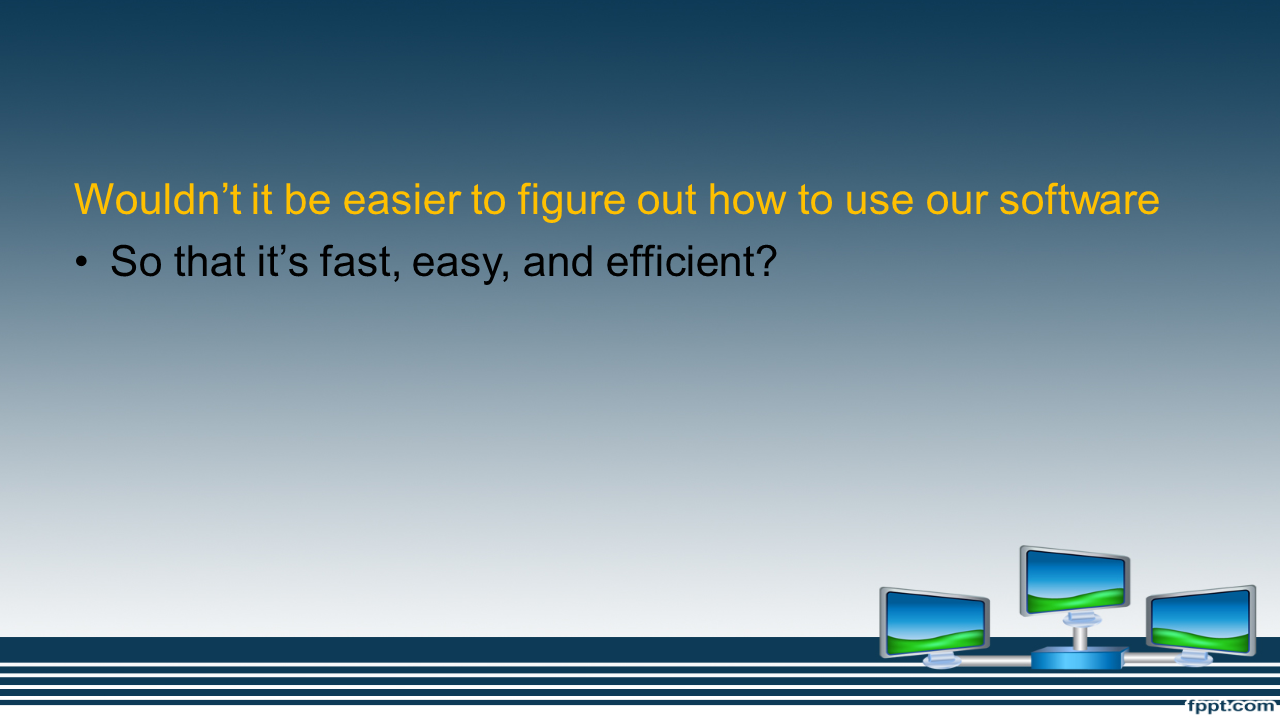 Wouldn’t it be easier to figure out how to use our software
• So that it’s fast, easy, and efficient?
fppt.com